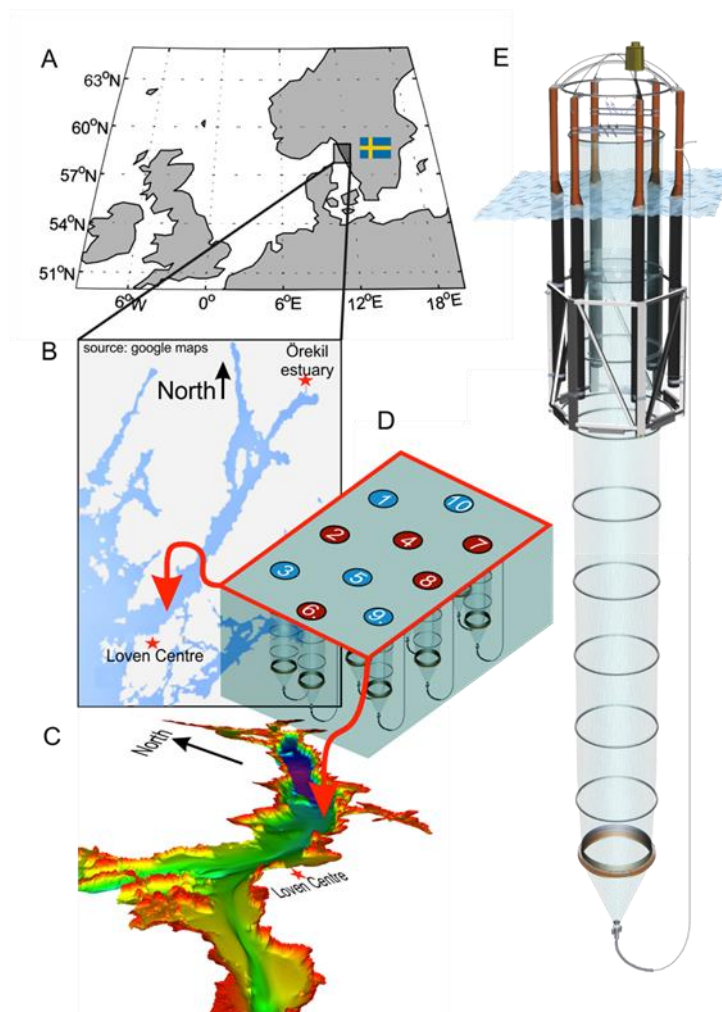 A
63°N
60°N
57°N
54°N
51°N
6°W
0°
6°E
12°E
18°E
B
source: google maps
North
Örekil
estuary
Loven Centre
D
1
10
2
4
7
3
5
8
6.
9.
C
North
Loven Centre
E